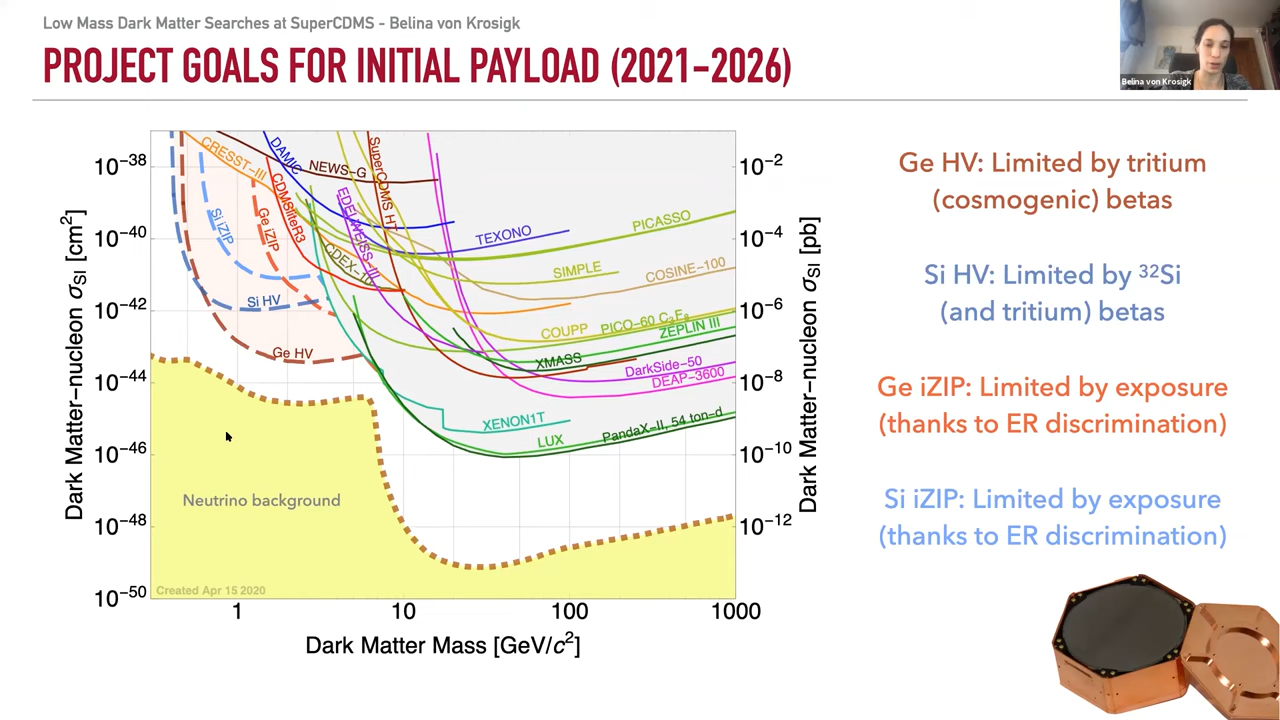 Low Mass Dark Matter Searches at SuperCDMS - Belina von Krosigk
PROJECT GOALS FOR INITIAL PAYLOAD (2021-2026)
Belina von Krosigk
Dark Matter-nucleon σSI [cm²]
10⁻³⁸
10⁻⁴⁰
10⁻⁴²
10⁻⁴⁴
10⁻⁴⁶
10⁻⁴⁸
10⁻⁵⁰
CRESST-III
DAMIC
NEWS-G
SuperCDMS HT
CDMSliteR3
EDELWEISS-III
Si iZIP
Ge iZIP
TEXONO
PICASSO
SIMPLE
COSINE-100
Si HV
COUPP
PICO-60 C₃F₈
ZEPLIN III
Ge HV
XMASS
DarkSide-50
DEAP-3600
XENON1T
LUX
PandaX-II, 54 ton-d
Neutrino background
Created Apr 15 2020
1
10
100
1000
Dark Matter Mass [GeV/c²]
10⁻²
10⁻⁴
10⁻⁶
10⁻⁸
10⁻¹⁰
10⁻¹²
Dark Matter-nucleon σSI [pb]
Ge HV: Limited by tritium
(cosmogenic) betas
Si HV: Limited by ³²Si
(and tritium) betas
Ge iZIP: Limited by exposure
(thanks to ER discrimination)
Si iZIP: Limited by exposure
(thanks to ER discrimination)